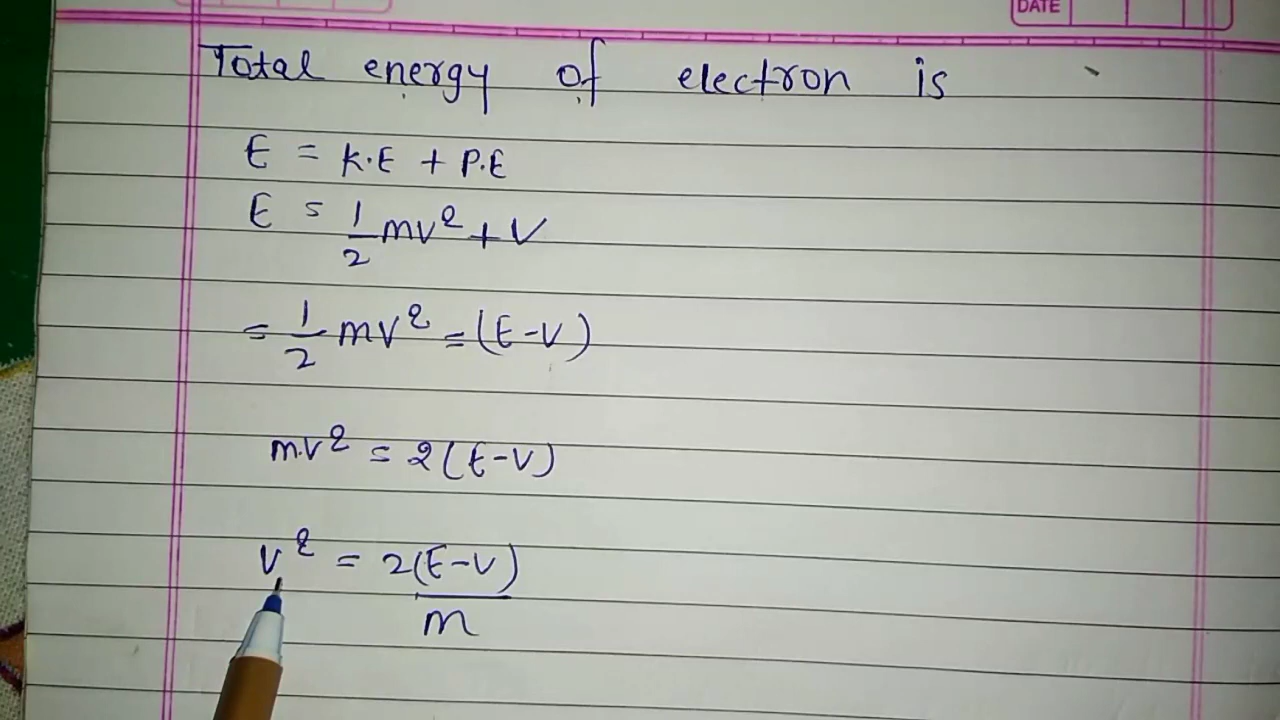 DATE
Total energy of electron is
E = K.E + P.E
E = 1/2 mv² + V
= 1/2 mv² = (E-V)
mv² = 2(E-V)
v² = 2(E-V)/m